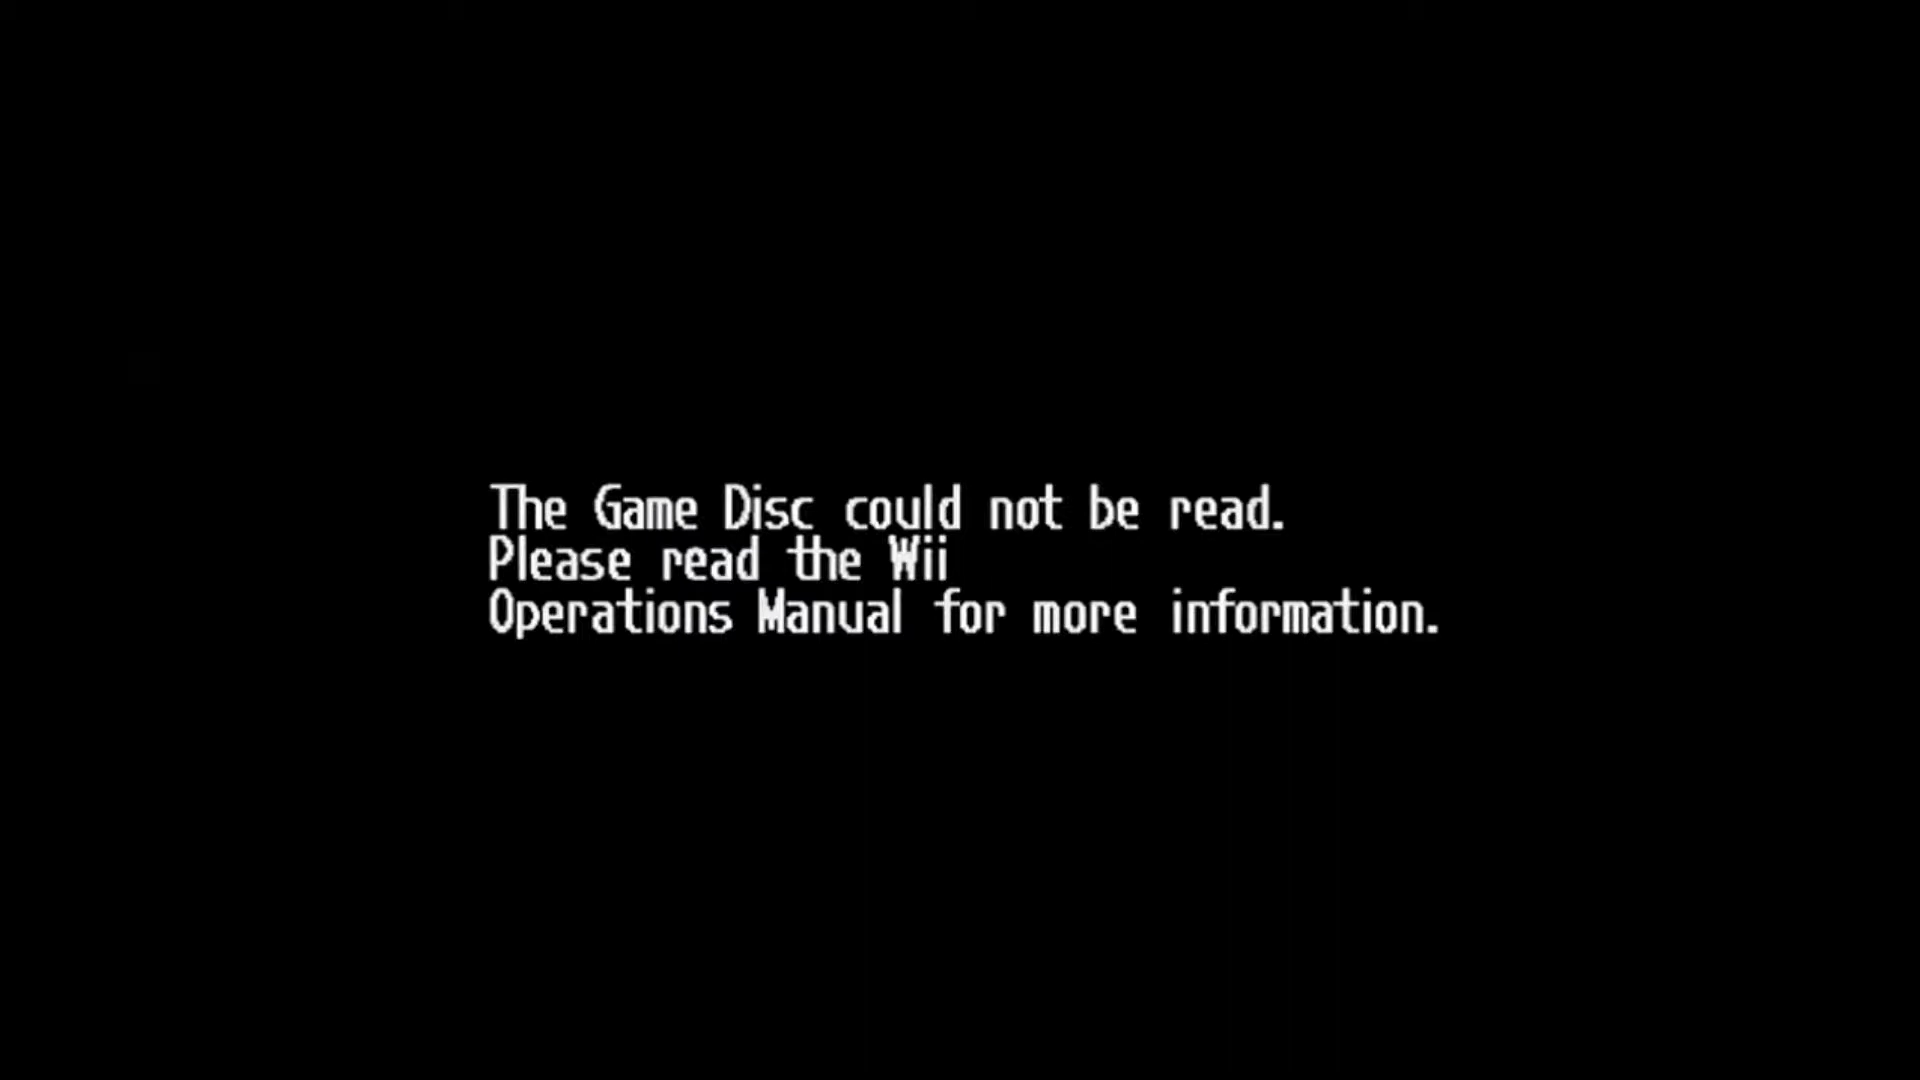 The Game Disc could not be read.
Please read the Wii
Operations Manual for more information.